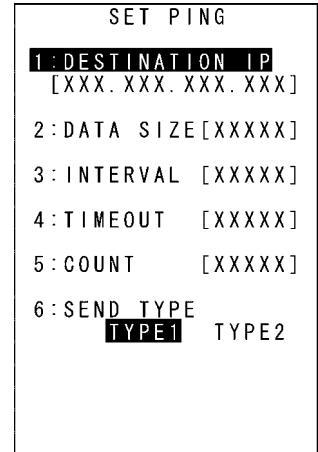 SET PING
1:DESTINATION IP
[XXX.XXX.XXX.XXX]
2:DATA SIZE[XXXXX]
3:INTERVAL [XXXXX]
4:TIMEOUT [XXXXX]
5:COUNT [XXXXX]
6:SEND TYPE
TYPE1 TYPE2